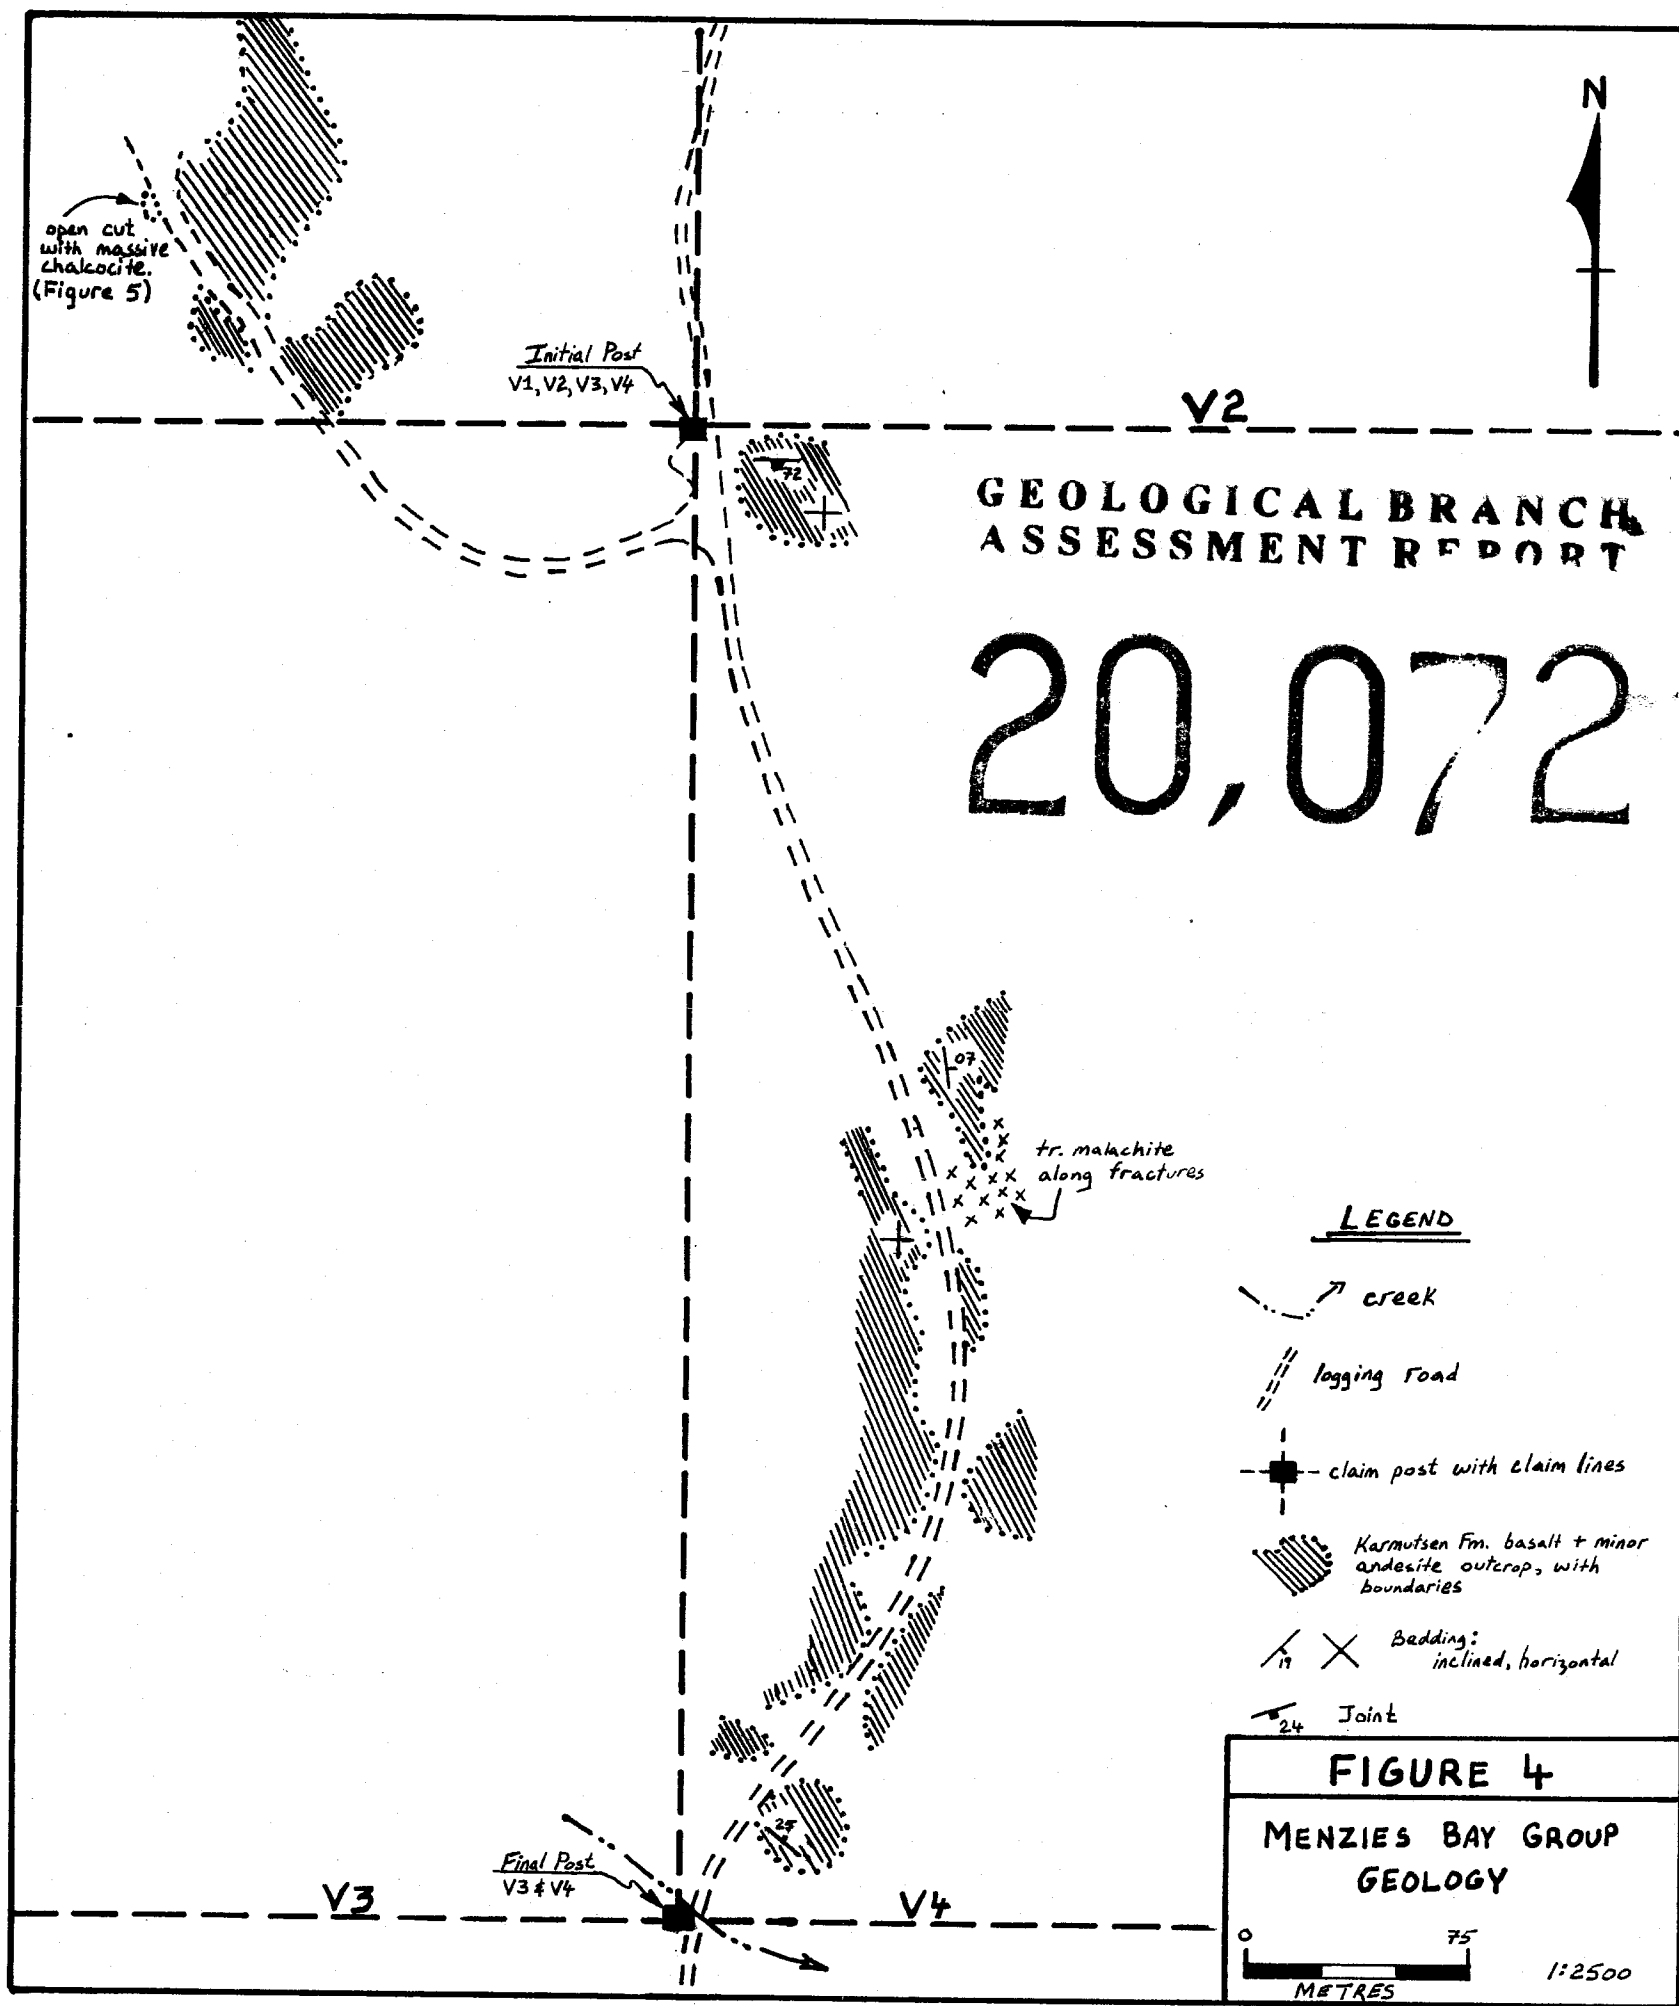 N
open cut
with massive
chalcocite.
(Figure 5)
Initial Post
V1, V2, V3, V4
V2
72
GEOLOGICAL BRANCH
ASSESSMENT REPORT
20,072
07
tr. malachite
along fractures
LEGEND
creek
logging road
claim post with claim lines
Karmutsen Fm. basalt + minor
andesite outcrop, with
boundaries
19
Bedding:
inclined, horizontal
24
Joint
25
Final Post
V3 & V4
V3
V4
FIGURE 4
MENZIES BAY GROUP
GEOLOGY
0 75
METRES
1:2500